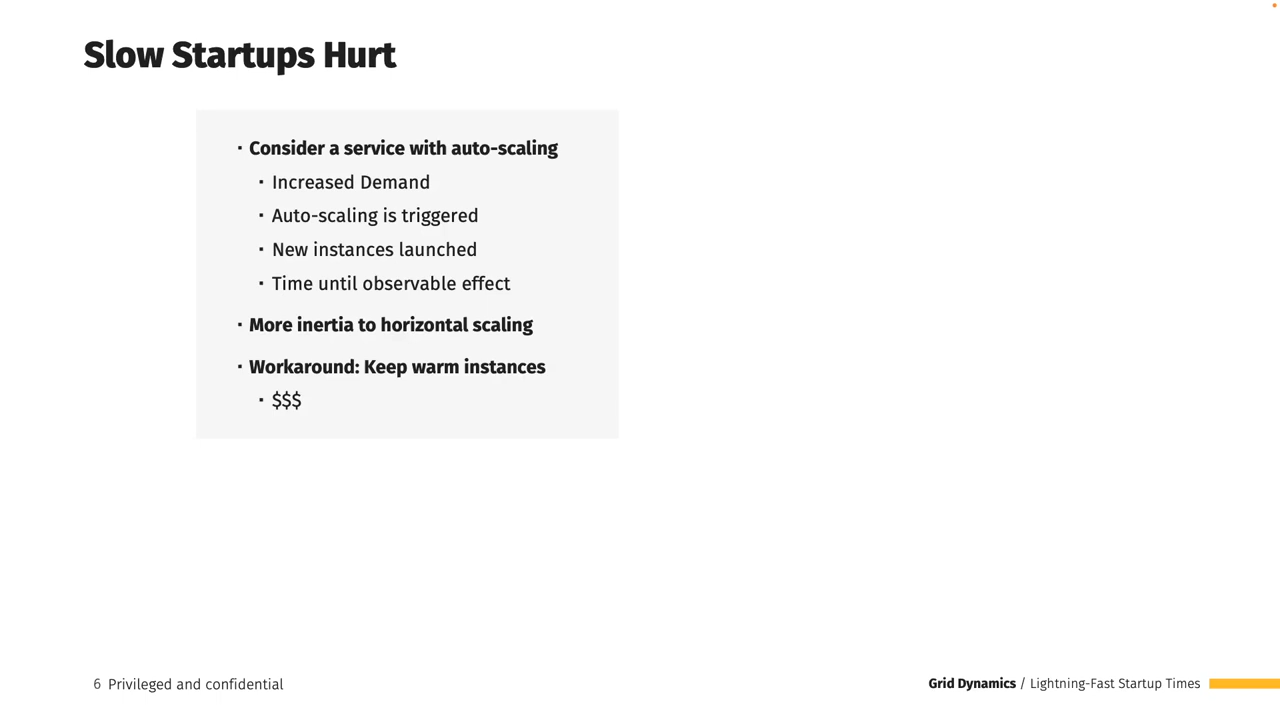 Slow Startups Hurt
▪ Consider a service with auto-scaling
▪ Increased Demand
▪ Auto-scaling is triggered
▪ New instances launched
▪ Time until observable effect
▪ More inertia to horizontal scaling
▪ Workaround: Keep warm instances
▪ $$$
6 Privileged and confidential
Grid Dynamics / Lightning-Fast Startup Times